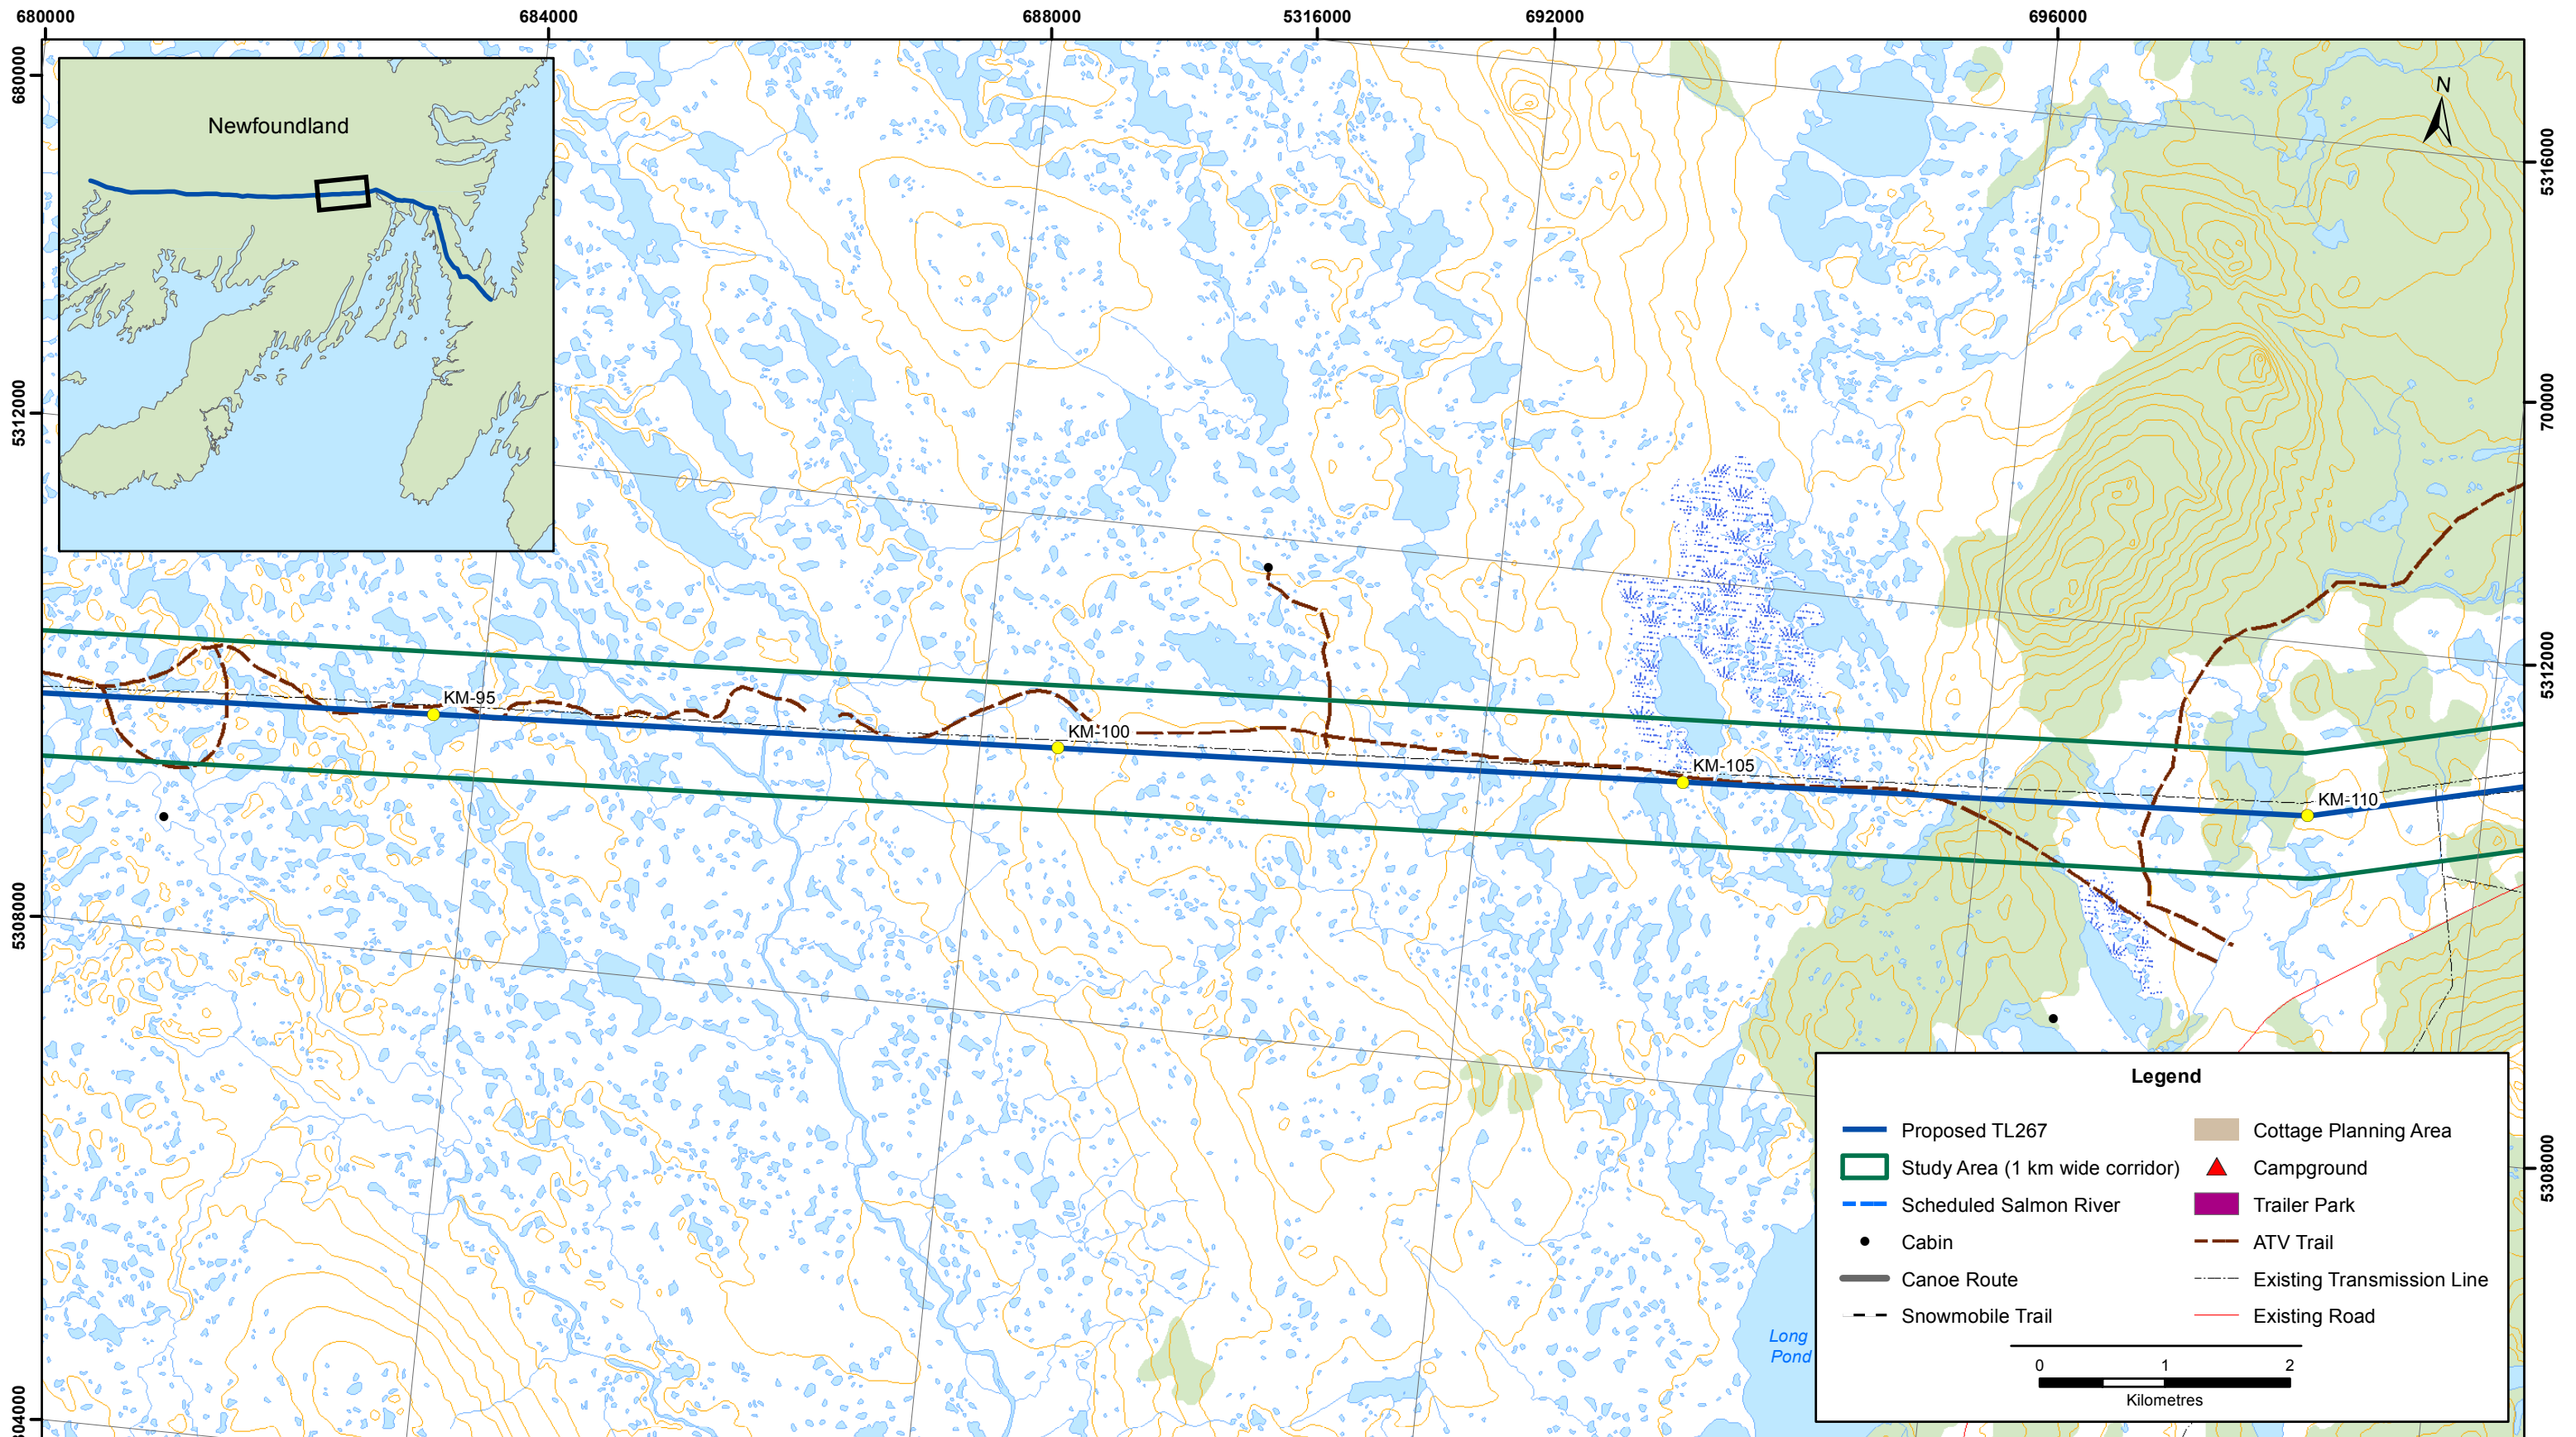 680000
684000
688000
5316000
692000
696000
680000
5312000
5308000
5316000
700000
5312000
5308000
Newfoundland
N
KM-95
KM-100
KM-105
KM-110
Long
Pond
Legend
Proposed TL267
Study Area (1 km wide corridor)
Scheduled Salmon River
Cabin
Canoe Route
Snowmobile Trail
Cottage Planning Area
Campground
Trailer Park
ATV Trail
Existing Transmission Line
Existing Road
0 1 2
Kilometres